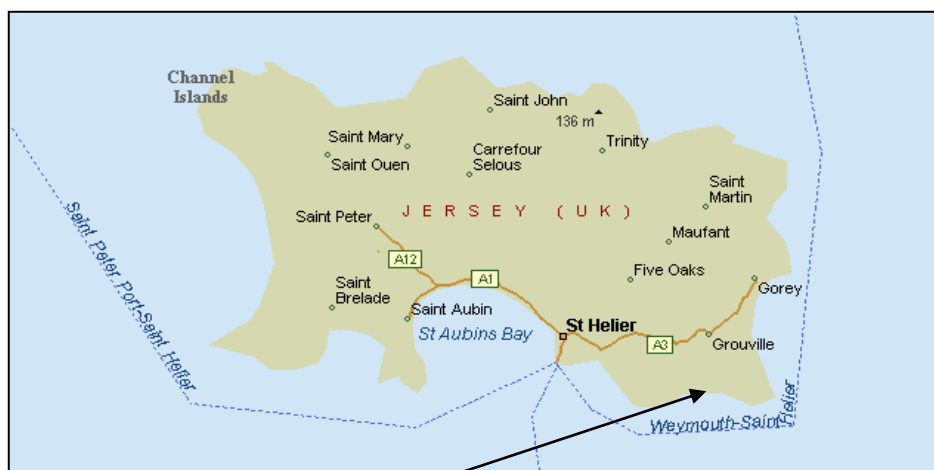 Channel
Islands
Saint John
136 m
Saint Mary
Saint Ouen
Carrefour
Selous
Trinity
Saint
Martin
JERSEY (UK)
Saint Peter
Maufant
A12
A1
Five Oaks
Gorey
Saint
Brelade
Saint Aubin
St Aubins Bay
St Helier
A3
Grouville
Saint Peter Port-Saint Helier
Weymouth-Saint Helier